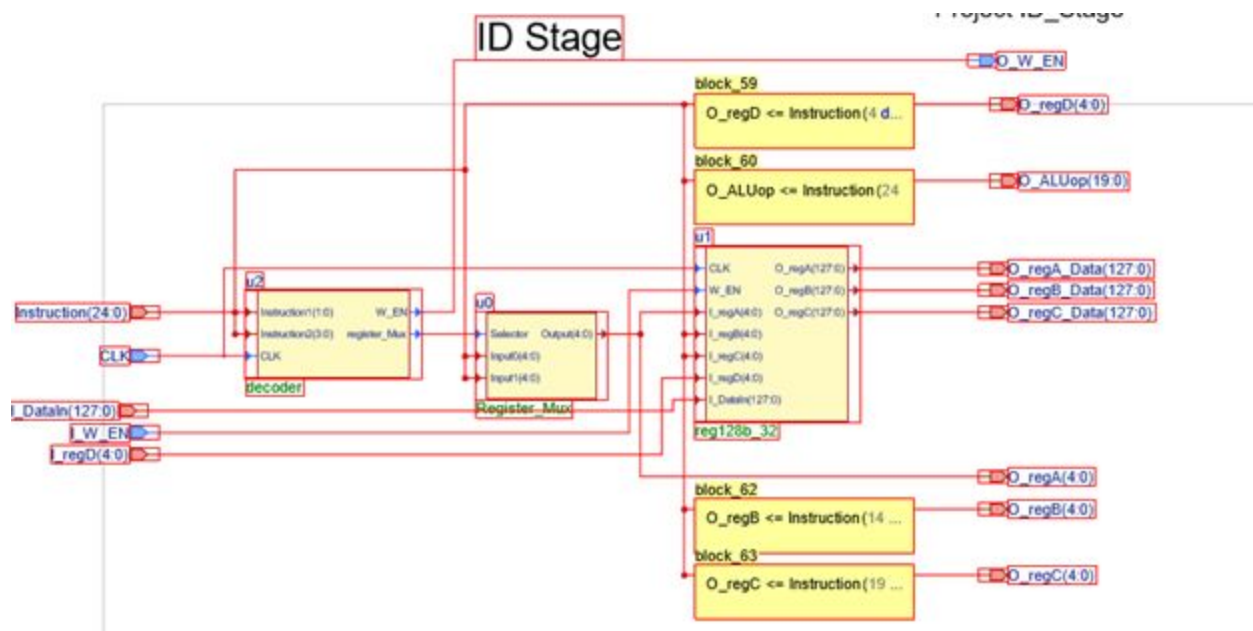 Project ID_Stage
ID Stage
O_W_EN
block_59
O_regD <= Instruction(4 d...
O_regD(4:0)
block_60
O_ALUop <= Instruction(24
O_ALUop(19:0)
u1
CLK
O_regA(127:0)
O_regA_Data(127:0)
W_EN
O_regB(127:0)
O_regB_Data(127:0)
I_regA(4:0)
O_regC(127:0)
O_regC_Data(127:0)
I_regB(4:0)
I_regC(4:0)
I_regD(4:0)
I_DataIn(127:0)
reg128b_32
u2
Instruction1(1:0)
W_EN
Instruction2(3:0)
register_Mux
CLK
decoder
u0
Selector
Output(4:0)
Input0(4:0)
Input1(4:0)
Register_Mux
Instruction(24:0)
CLK
I_DataIn(127:0)
I_W_EN
I_regD(4:0)
O_regA(4:0)
block_62
O_regB <= Instruction(14 ...
O_regB(4:0)
block_63
O_regC <= Instruction(19 ...
O_regC(4:0)